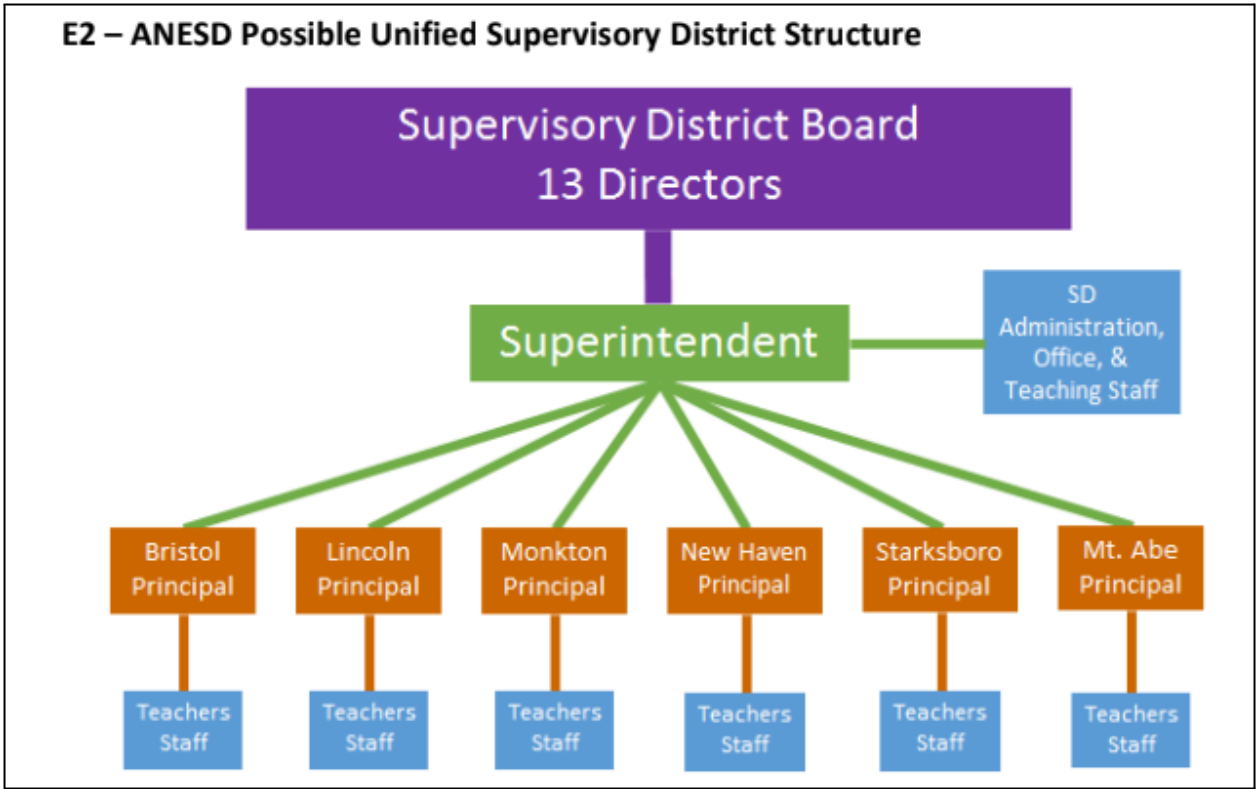 E2 – ANESD Possible Unified Supervisory District Structure
Supervisory District Board
13 Directors
Superintendent
SD
Administration,
Office, &
Teaching Staff
Bristol
Principal
Lincoln
Principal
Monkton
Principal
New Haven
Principal
Starksboro
Principal
Mt. Abe
Principal
Teachers
Staff
Teachers
Staff
Teachers
Staff
Teachers
Staff
Teachers
Staff
Teachers
Staff